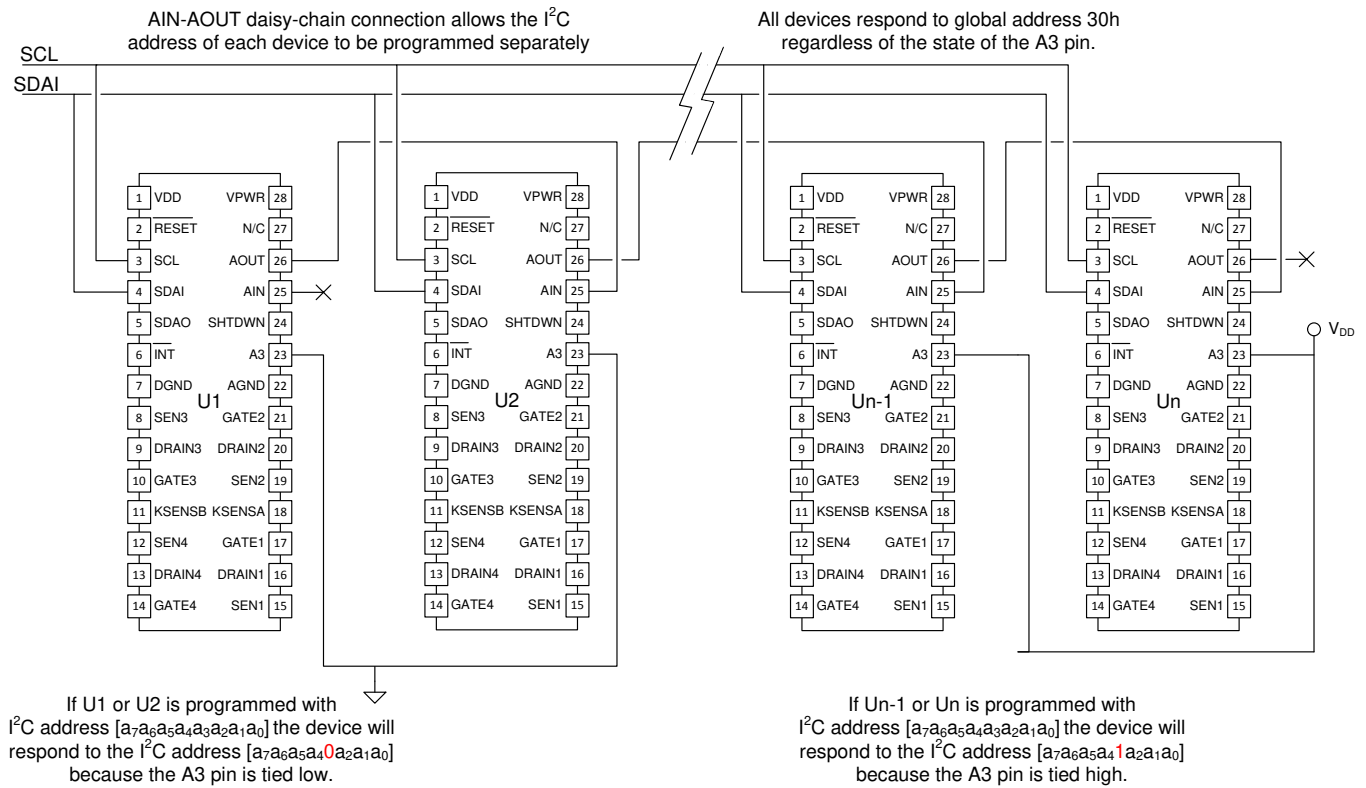 AIN-AOUT daisy-chain connection allows the I²C
address of each device to be programmed separately
All devices respond to global address 30h
regardless of the state of the A3 pin.
SCL
SDAI
1 VDD VPWR 28
2 RESET N/C 27
3 SCL AOUT 26
4 SDAI AIN 25
5 SDAO SHTDWN 24
6 INT A3 23
7 DGND AGND 22
U1
8 SEN3 GATE2 21
9 DRAIN3 DRAIN2 20
10 GATE3 SEN2 19
11 KSENSB KSENSA 18
12 SEN4 GATE1 17
13 DRAIN4 DRAIN1 16
14 GATE4 SEN1 15
1 VDD VPWR 28
2 RESET N/C 27
3 SCL AOUT 26
4 SDAI AIN 25
5 SDAO SHTDWN 24
6 INT A3 23
7 DGND AGND 22
U2
8 SEN3 GATE2 21
9 DRAIN3 DRAIN2 20
10 GATE3 SEN2 19
11 KSENSB KSENSA 18
12 SEN4 GATE1 17
13 DRAIN4 DRAIN1 16
14 GATE4 SEN1 15
1 VDD VPWR 28
2 RESET N/C 27
3 SCL AOUT 26
4 SDAI AIN 25
5 SDAO SHTDWN 24
6 INT A3 23
7 DGND AGND 22
Un-1
8 SEN3 GATE2 21
9 DRAIN3 DRAIN2 20
10 GATE3 SEN2 19
11 KSENSB KSENSA 18
12 SEN4 GATE1 17
13 DRAIN4 DRAIN1 16
14 GATE4 SEN1 15
1 VDD VPWR 28
2 RESET N/C 27
3 SCL AOUT 26
4 SDAI AIN 25
5 SDAO SHTDWN 24
6 INT A3 23
7 DGND AGND 22
Un
8 SEN3 GATE2 21
9 DRAIN3 DRAIN2 20
10 GATE3 SEN2 19
11 KSENSB KSENSA 18
12 SEN4 GATE1 17
13 DRAIN4 DRAIN1 16
14 GATE4 SEN1 15
V_DD
If U1 or U2 is programmed with
I²C address [a₇a₆a₅a₄a₃a₂a₁a₀] the device will
respond to the I²C address [a₇a₆a₅a₄0a₂a₁a₀]
because the A3 pin is tied low.
If Un-1 or Un is programmed with
I²C address [a₇a₆a₅a₄a₃a₂a₁a₀] the device will
respond to the I²C address [a₇a₆a₅a₄1a₂a₁a₀]
because the A3 pin is tied high.